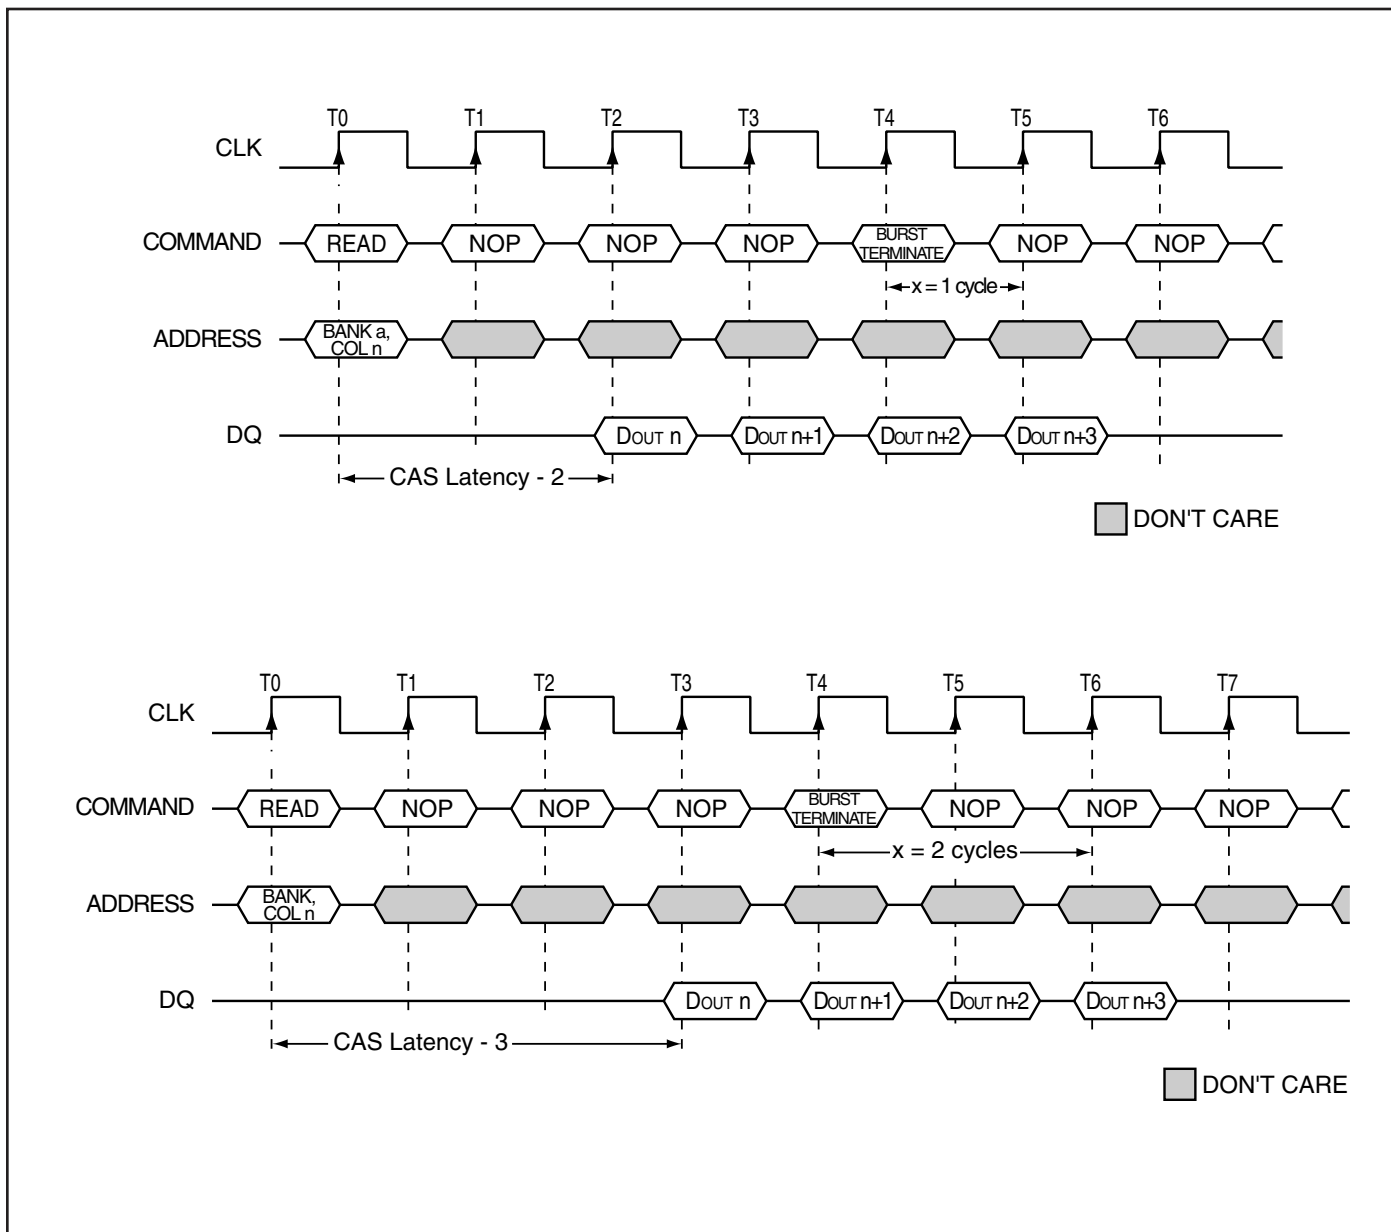 T0 T1 T2 T3 T4 T5 T6
CLK
COMMAND READ NOP NOP NOP BURST TERMINATE NOP NOP
x = 1 cycle
ADDRESS BANK a, COL n
DQ DOUT n DOUT n+1 DOUT n+2 DOUT n+3
CAS Latency - 2
DON'T CARE
T0 T1 T2 T3 T4 T5 T6 T7
CLK
COMMAND READ NOP NOP NOP BURST TERMINATE NOP NOP NOP
x = 2 cycles
ADDRESS BANK, COL n
DQ DOUT n DOUT n+1 DOUT n+2 DOUT n+3
CAS Latency - 3
DON'T CARE